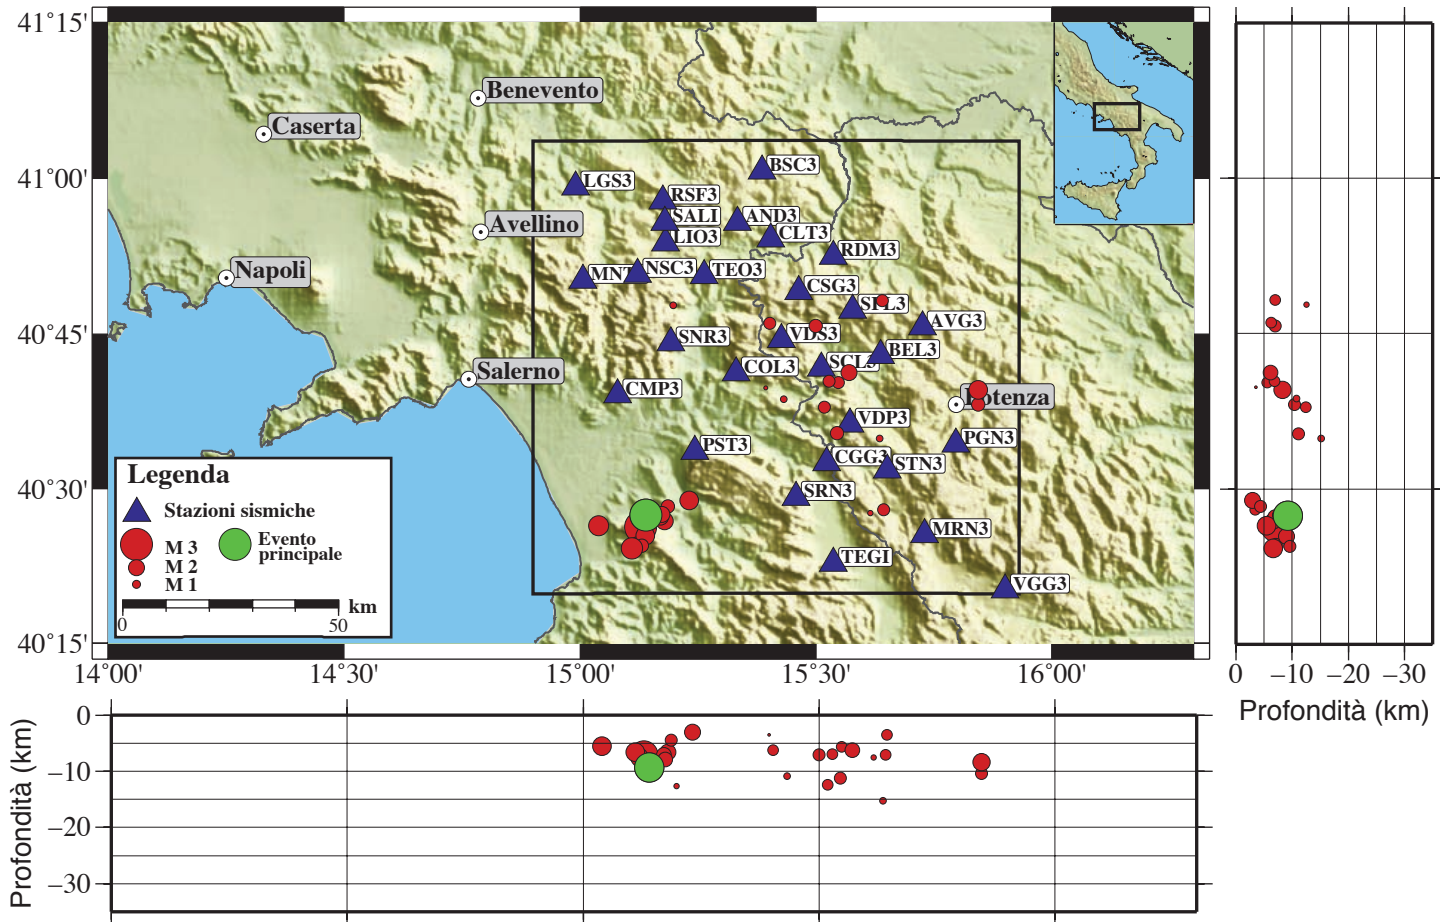 41°15'
41°00'
40°45'
40°30'
40°15'
14°00'
14°30'
15°00'
15°30'
16°00'
Benevento
Caserta
Avellino
Napoli
Salerno
Potenza
BSC3
LGS3
RSF3
SALI
AND3
LIO3
CLT3
RDM3
NSC3
TEO3
CSG3
AVG3
SNR3
VDS3
BEL3
COL3
CMP3
VDP3
PGN3
PST3
CGG3
STN3
SRN3
MRN3
TEGI
VGG3
Legenda
Stazioni sismiche
M 3
M 2
M 1
Evento
principale
km
0
50
0
−10
−20
−30
Profondità (km)
0
−10
−20
−30
Profondità (km)